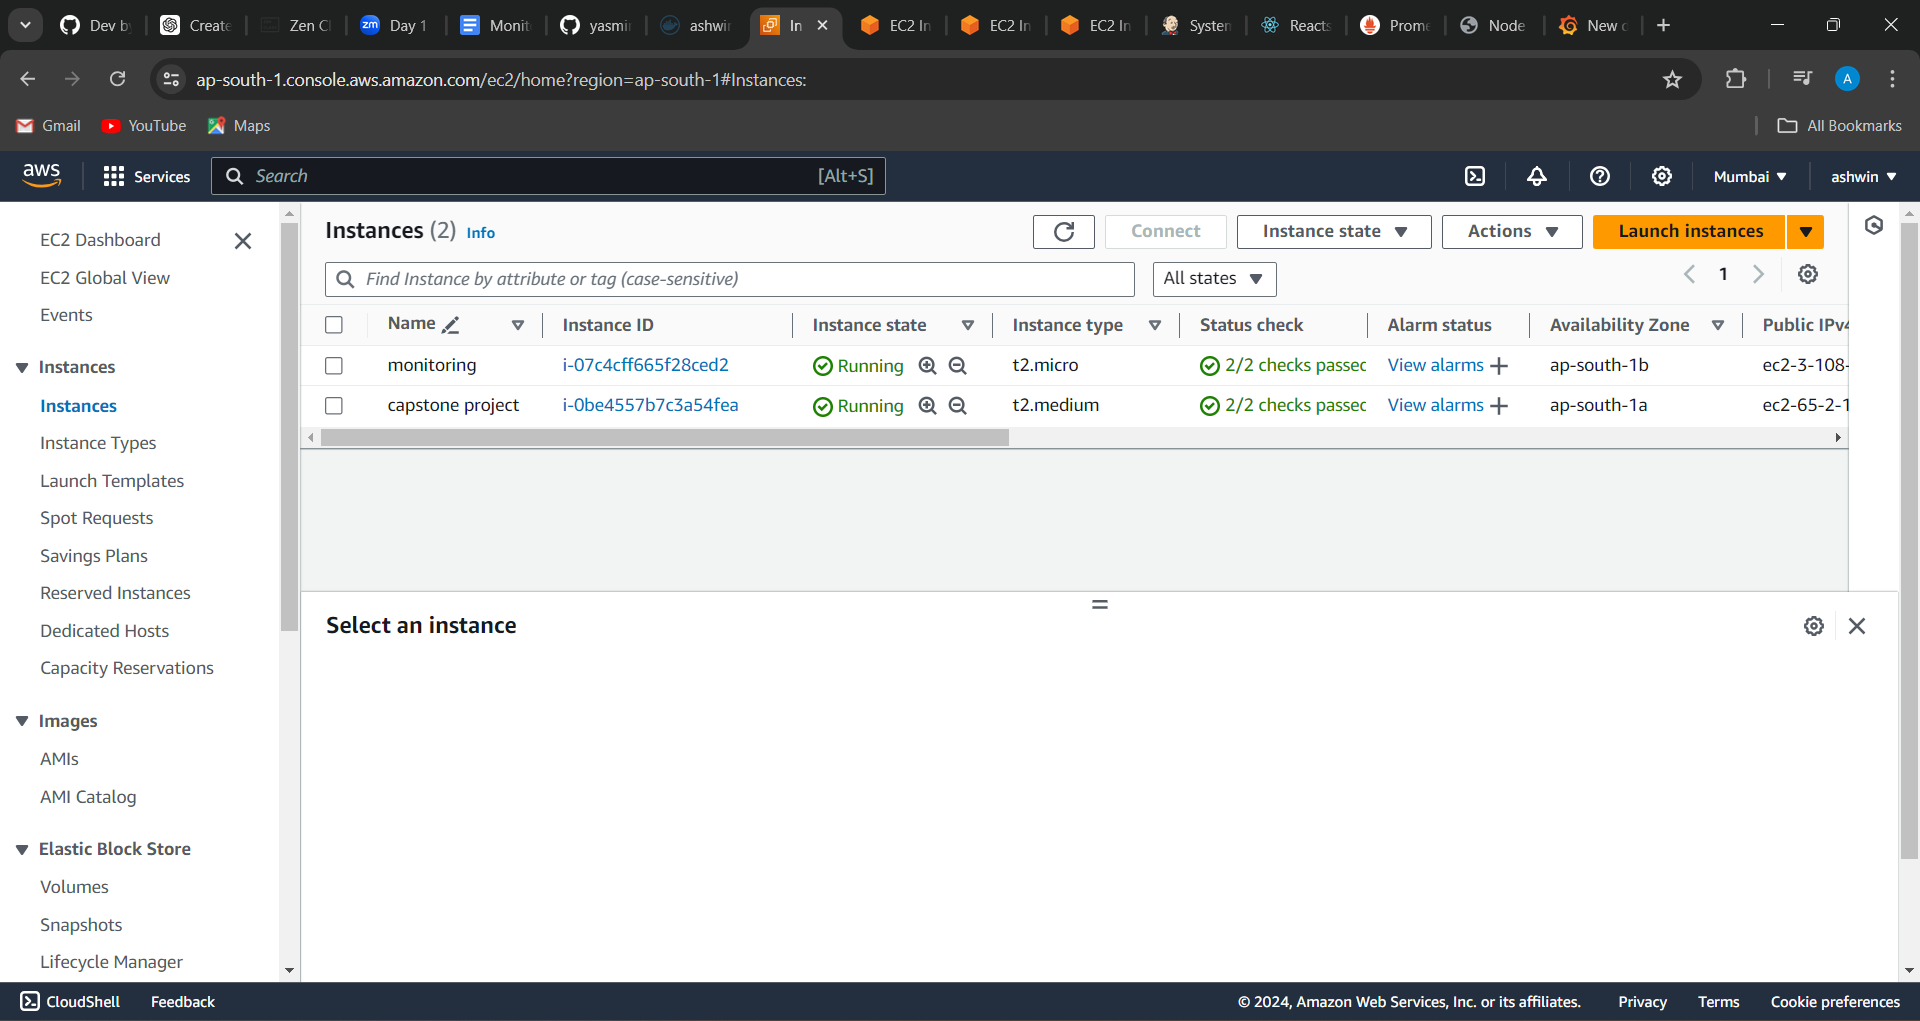 Dev b
Create
Zen Cl
zm Day 1
Monit
yasmi
ashwi
In
EC2 In
EC2 In
EC2 In
System
Reacts
Prome
Node
New c
ap-south-1.console.aws.amazon.com/ec2/home?region=ap-south-1#Instances:
A
Gmail
YouTube
Maps
All Bookmarks
aws
Services
Search
[Alt+S]
Mumbai
ashwin
EC2 Dashboard
EC2 Global View
Events
Instances
Instances
Instance Types
Launch Templates
Spot Requests
Savings Plans
Reserved Instances
Dedicated Hosts
Capacity Reservations
Images
AMIs
AMI Catalog
Elastic Block Store
Volumes
Snapshots
Lifecycle Manager
Instances (2) Info
Connect
Instance state
Actions
Launch instances
Find Instance by attribute or tag (case-sensitive)
All states
1
Name Instance ID Instance state Instance type Status check Alarm status Availability Zone Public IPv4
monitoring i-07c4cff665f28ced2 Running t2.micro 2/2 checks passec View alarms + ap-south-1b ec2-3-108-
capstone project i-0be4557b7c3a54fea Running t2.medium 2/2 checks passec View alarms + ap-south-1a ec2-65-2-1
Select an instance
CloudShell
Feedback
© 2024, Amazon Web Services, Inc. or its affiliates.
Privacy
Terms
Cookie preferences